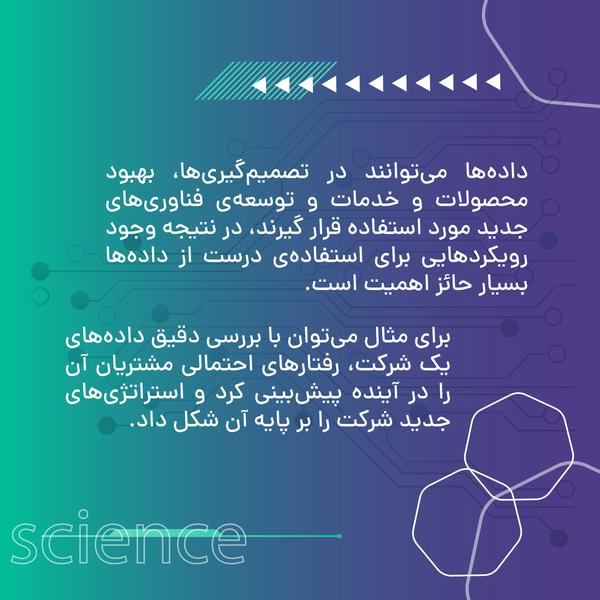 داده‌ها می‌توانند در تصمیم‌گیری‌ها، بهبود
محصولات و خدمات و توسعه‌ی فناوری‌های
جدید مورد استفاده قرار گیرند، در نتیجه وجود
رویکردهایی برای استفاده‌ی درست از داده‌ها
بسیار حائز اهمیت است.
برای مثال می‌توان با بررسی دقیق داده‌های
یک شرکت، رفتارهای احتمالی مشتریان آن
را در آینده پیش‌بینی کرد و استراتژی‌های
جدید شرکت را بر پایه آن شکل داد.
science